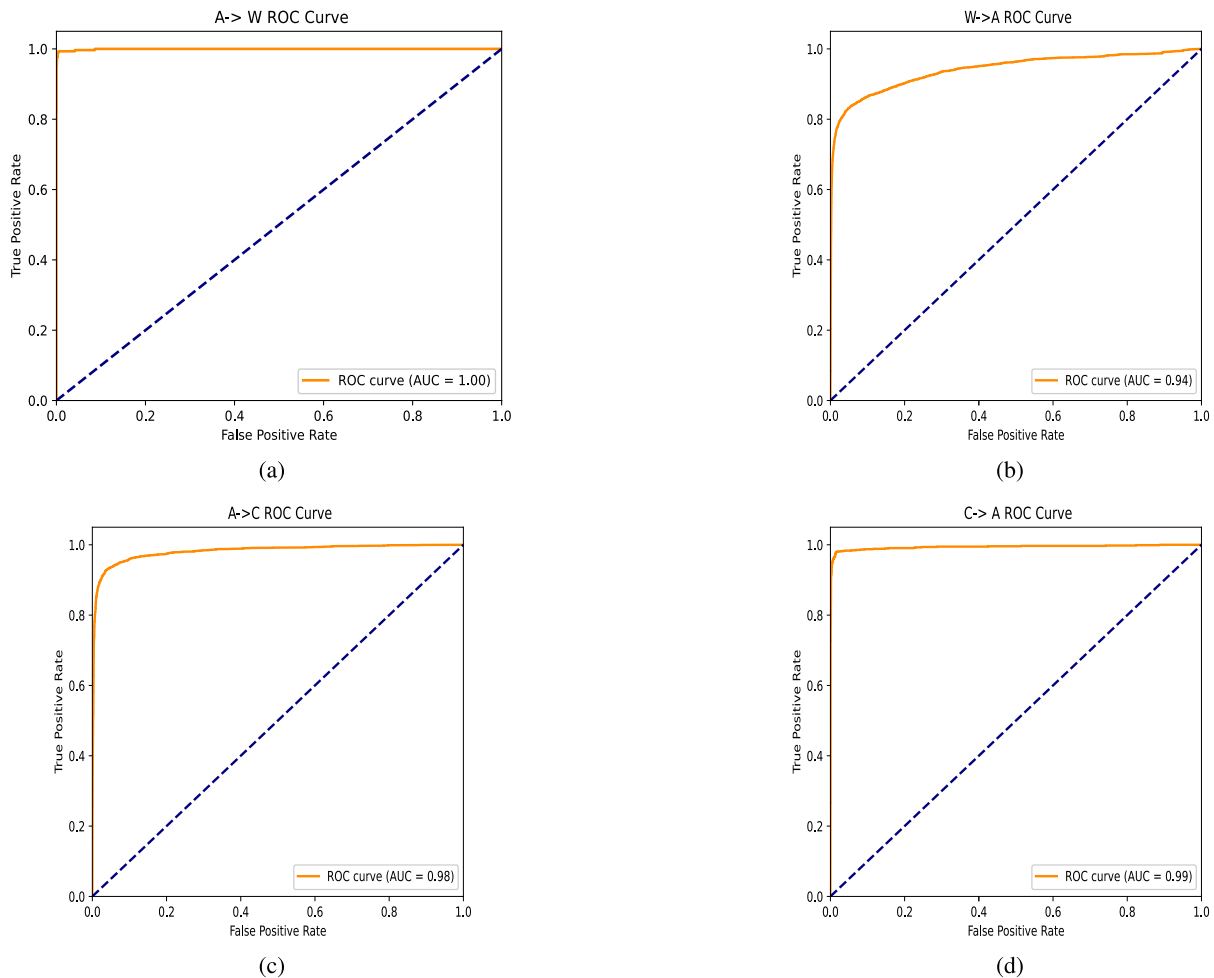 A-> W ROC Curve
True Positive Rate
1.0
0.8
0.6
0.4
0.2
0.0
ROC curve (AUC = 1.00)
0.0 0.2 0.4 0.6 0.8 1.0
False Positive Rate
(a)
W->A ROC Curve
True Positive Rate
1.0
0.8
0.6
0.4
0.2
0.0
ROC curve (AUC = 0.94)
0.0 0.2 0.4 0.6 0.8 1.0
False Positive Rate
(b)
A->C ROC Curve
True Positive Rate
1.0
0.8
0.6
0.4
0.2
0.0
ROC curve (AUC = 0.98)
0.0 0.2 0.4 0.6 0.8 1.0
False Positive Rate
(c)
C-> A ROC Curve
True Positive Rate
1.0
0.8
0.6
0.4
0.2
0.0
ROC curve (AUC = 0.99)
0.0 0.2 0.4 0.6 0.8 1.0
False Positive Rate
(d)